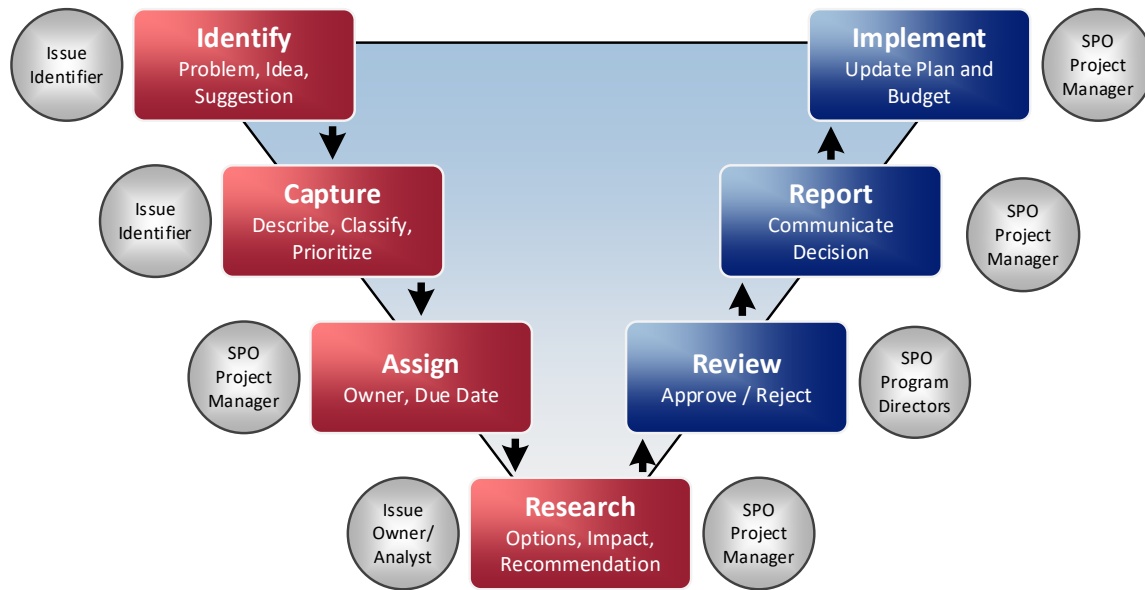 Issue
Identifier
Identify
Problem, Idea,
Suggestion
Implement
Update Plan and
Budget
SPO
Project
Manager
Issue
Identifier
Capture
Describe, Classify,
Prioritize
Report
Communicate
Decision
SPO
Project
Manager
SPO
Project
Manager
Assign
Owner, Due Date
Review
Approve / Reject
SPO
Program
Directors
Issue
Owner/
Analyst
Research
Options, Impact,
Recommendation
SPO
Project
Manager